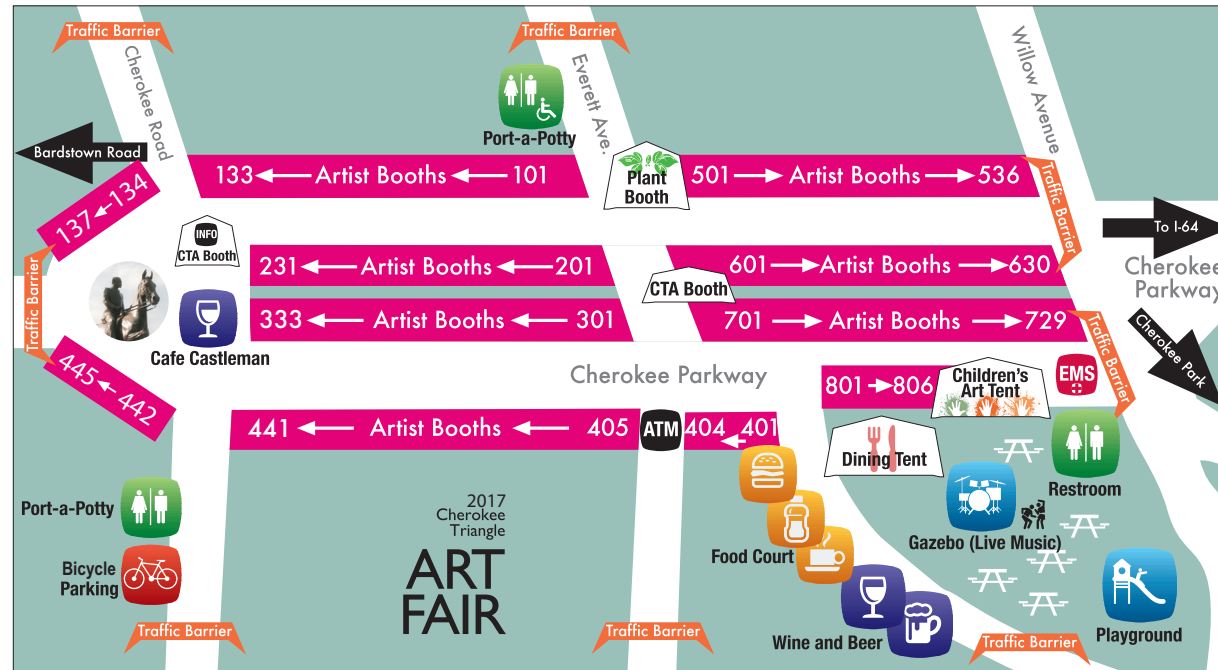 Traffic Barrier
Traffic Barrier
Cherokee Road
Everett Ave.
Willow Avenue
Port-a-Potty
Bardstown Road
133 Artist Booths 101
Plant
Booth
501 Artist Booths 536
Traffic Barrier
137 134
INFO
CTA Booth
To I-64
231 Artist Booths 201
601 Artist Booths 630
Cherokee
Parkway
Traffic Barrier
CTA Booth
Cafe Castleman
333 Artist Booths 301
701 Artist Booths 729
Traffic Barrier
Cherokee Park
445 442
Cherokee Parkway
801 806
Children's
Art Tent
EMS
441 Artist Booths 405
ATM
404 401
Dining Tent
Restroom
Port-a-Potty
2017
Cherokee
Triangle
ART
FAIR
Food Court
Gazebo (Live Music)
Bicycle
Parking
Wine and Beer
Playground
Traffic Barrier
Traffic Barrier
Traffic Barrier